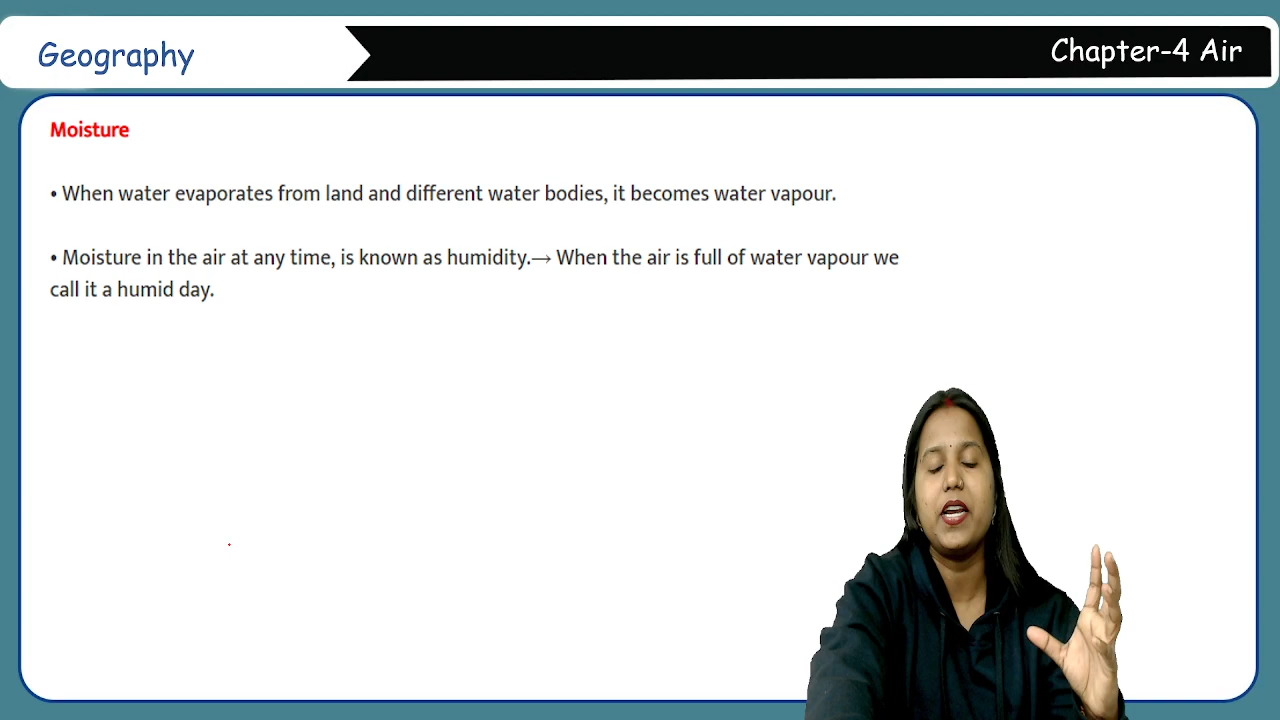 Geography
Chapter-4 Air
Moisture
• When water evaporates from land and different water bodies, it becomes water vapour.
• Moisture in the air at any time, is known as humidity.→ When the air is full of water vapour we
call it a humid day.